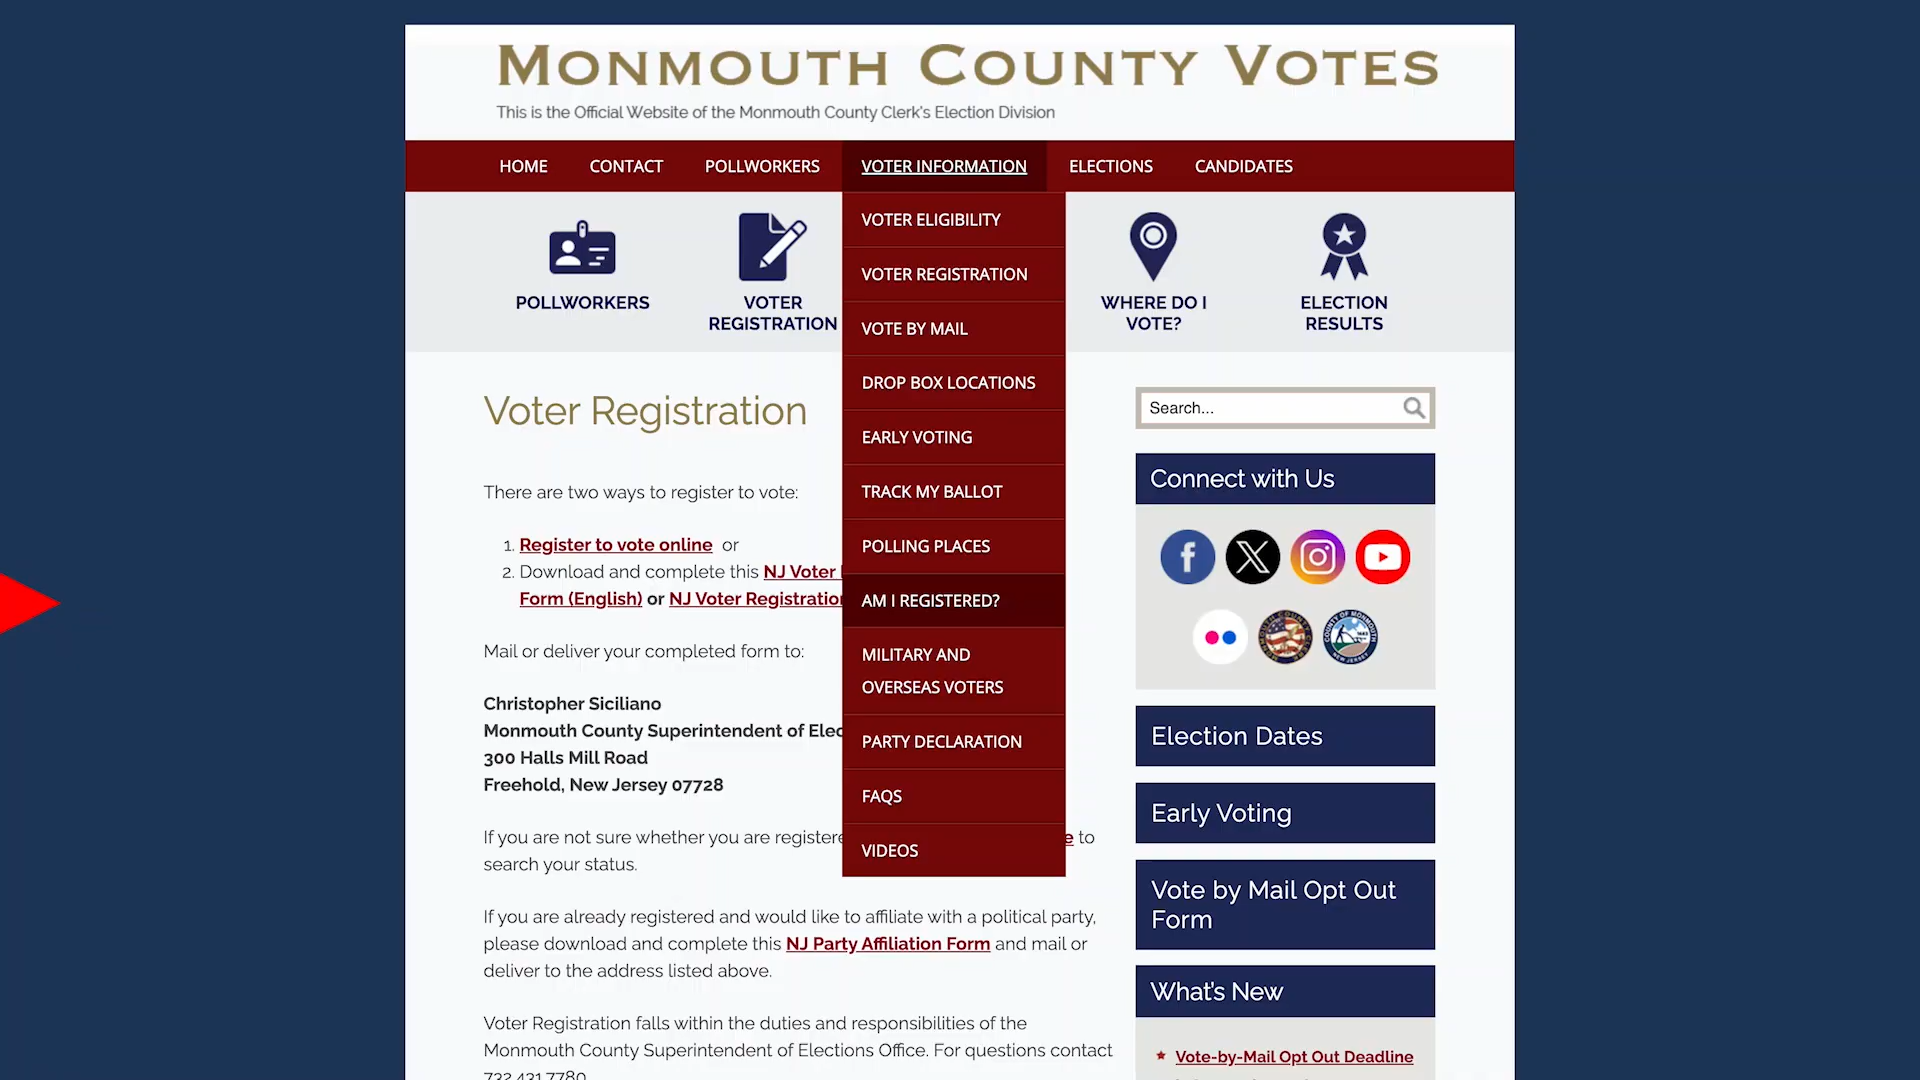 MONMOUTH COUNTY VOTES
This is the Official Website of the Monmouth County Clerk's Election Division
HOME CONTACT POLLWORKERS VOTER INFORMATION ELECTIONS CANDIDATES
POLLWORKERS
VOTER
REGISTRATION
WHERE DO I
VOTE?
ELECTION
RESULTS
VOTER ELIGIBILITY
VOTER REGISTRATION
VOTE BY MAIL
DROP BOX LOCATIONS
EARLY VOTING
TRACK MY BALLOT
POLLING PLACES
AM I REGISTERED?
MILITARY AND
OVERSEAS VOTERS
PARTY DECLARATION
FAQS
VIDEOS
Voter Registration
There are two ways to register to vote:
1. Register to vote online or
2. Download and complete this NJ Voter
Form (English) or NJ Voter Registration
Mail or deliver your completed form to:
Christopher Siciliano
Monmouth County Superintendent of Elec
300 Halls Mill Road
Freehold, New Jersey 07728
If you are not sure whether you are registere e to
search your status.
If you are already registered and would like to affiliate with a political party,
please download and complete this NJ Party Affiliation Form and mail or
deliver to the address listed above.
Voter Registration falls within the duties and responsibilities of the
Monmouth County Superintendent of Elections Office. For questions contact
732.431.7780
Search...
Connect with Us
Election Dates
Early Voting
Vote by Mail Opt Out
Form
What's New
Vote-by-Mail Opt Out Deadline